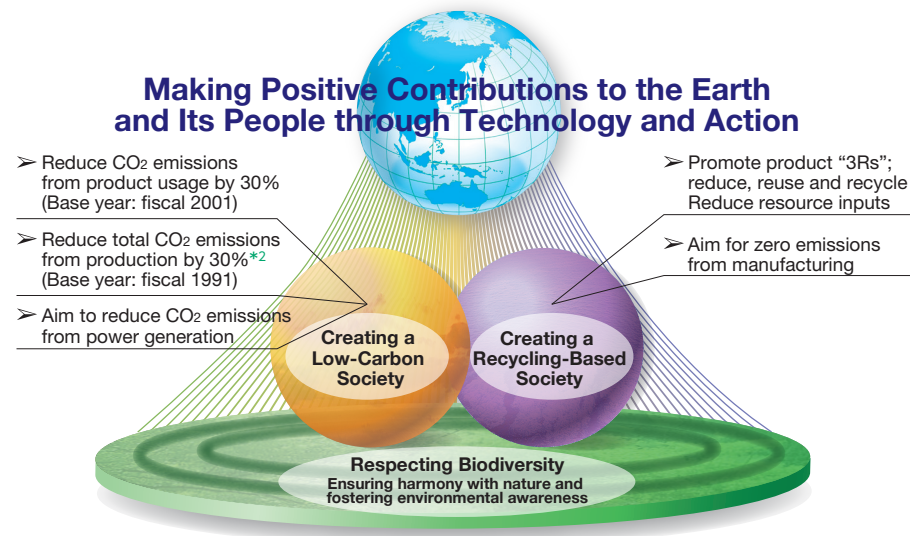 Making Positive Contributions to the Earth
and Its People through Technology and Action
➢ Reduce CO2 emissions
from product usage by 30%
(Base year: fiscal 2001)
➢ Reduce total CO2 emissions
from production by 30%*2
(Base year: fiscal 1991)
➢ Aim to reduce CO2 emissions
from power generation
➢ Promote product “3Rs”;
reduce, reuse and recycle
Reduce resource inputs
➢ Aim for zero emissions
from manufacturing
Creating a
Low-Carbon
Society
Creating a
Recycling-Based
Society
Respecting Biodiversity
Ensuring harmony with nature and
fostering environmental awareness